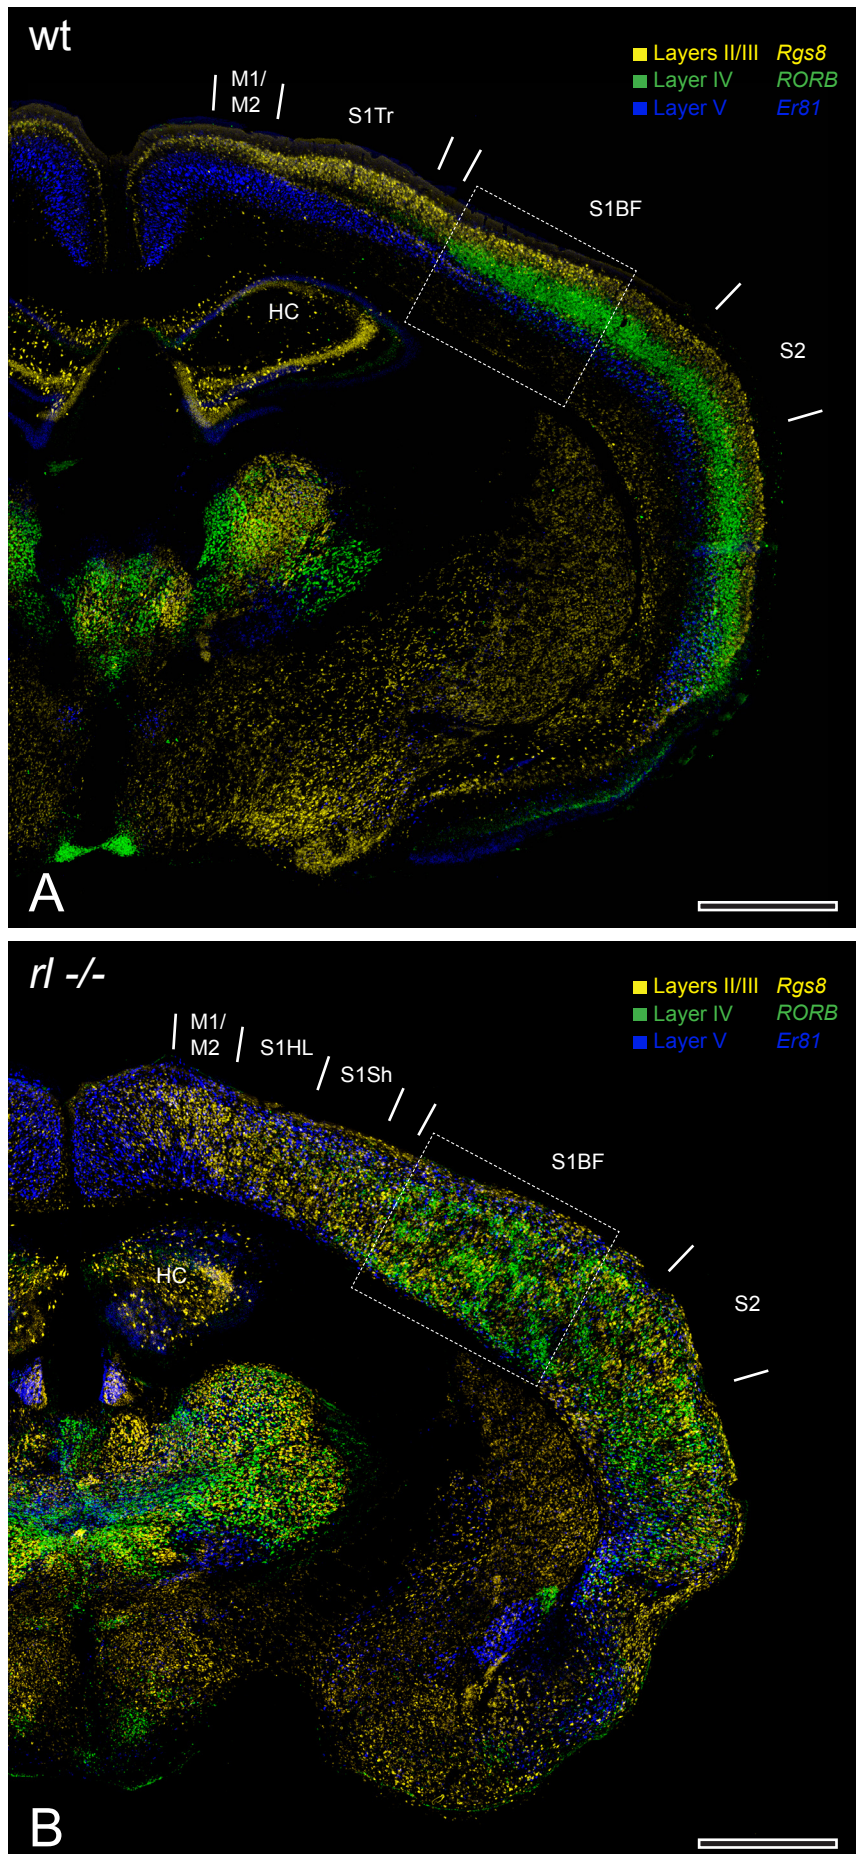 wt
Layers II/III Rgs8
Layer IV RORB
Layer V Er81
M1/
M2
S1Tr
S1BF
HC
S2
A
rl -/-
Layers II/III Rgs8
Layer IV RORB
Layer V Er81
M1/
M2
S1HL
S1Sh
S1BF
HC
S2
B